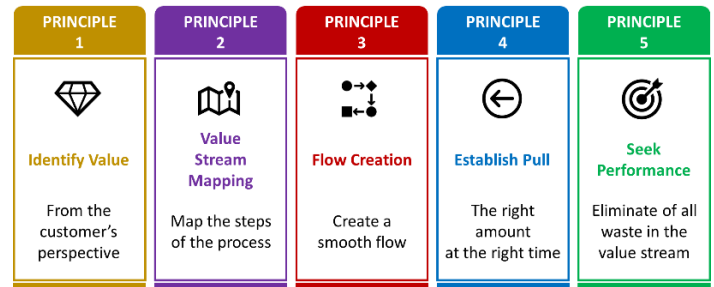 PRINCIPLE
1
Identify Value
From the
customer's
perspective
PRINCIPLE
2
Value
Stream
Mapping
Map the steps
of the process
PRINCIPLE
3
Flow Creation
Create a
smooth flow
PRINCIPLE
4
Establish Pull
The right
amount
at the right time
PRINCIPLE
5
Seek
Performance
Eliminate of all
waste in the
value stream